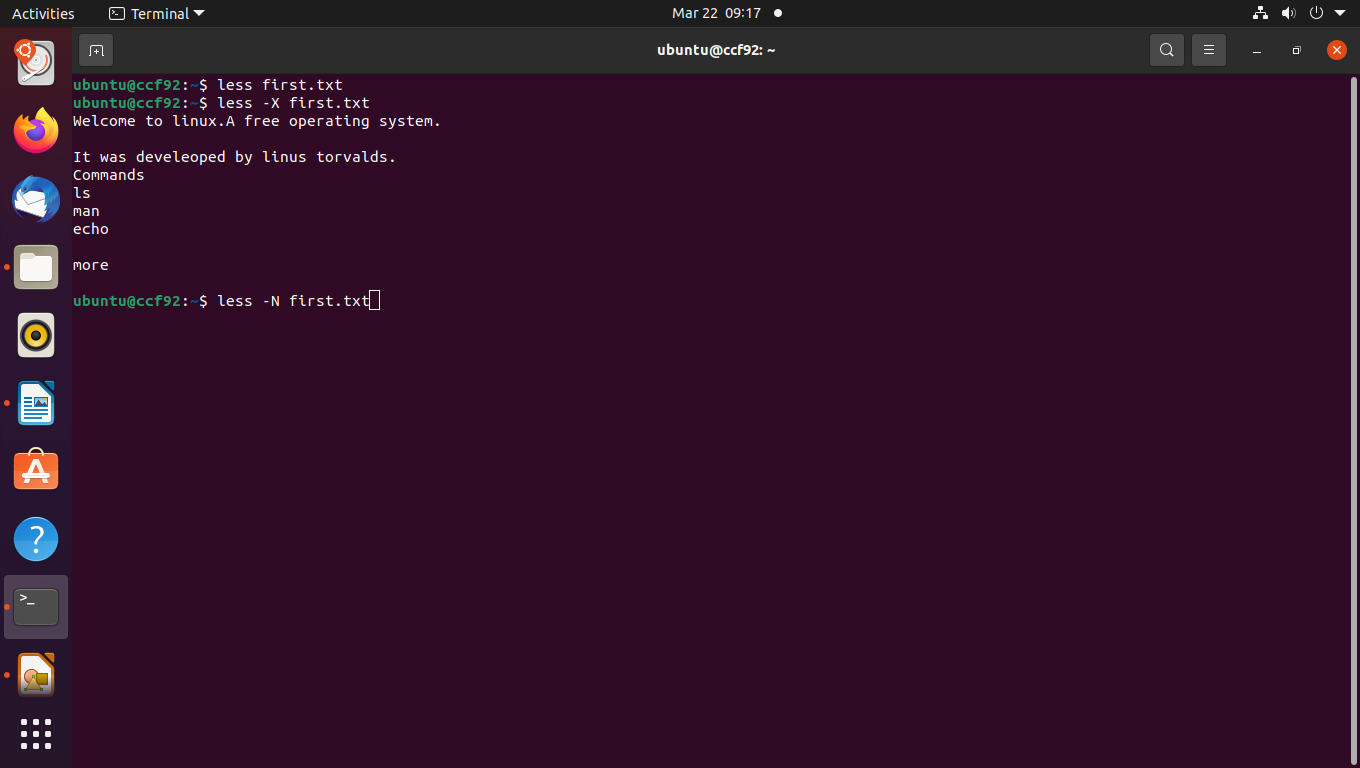 Activities
Terminal
Mar 22 09:17
ubuntu@ccf92: ~
ubuntu@ccf92:~$ less first.txt
ubuntu@ccf92:~$ less -X first.txt
Welcome to linux.A free operating system.
It was develeoped by linus torvalds.
Commands
ls
man
echo
more
ubuntu@ccf92:~$ less -N first.txt